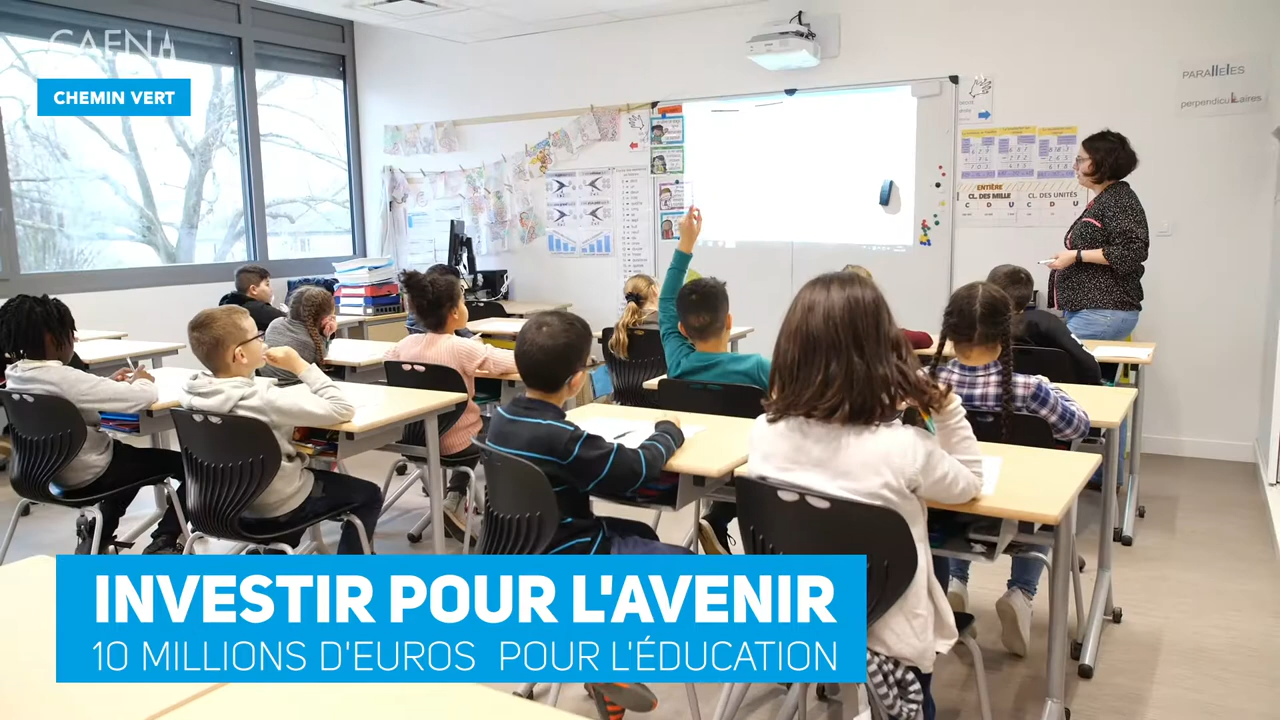 CAEN
CHEMIN VERT
PARAllElES
perpendicuLaires
ENTIÈRE
CL. DES MILLE
CL. DES UNITÉS
C D U C D U
INVESTIR POUR L'AVENIR
10 MILLIONS D'EUROS POUR L'ÉDUCATION